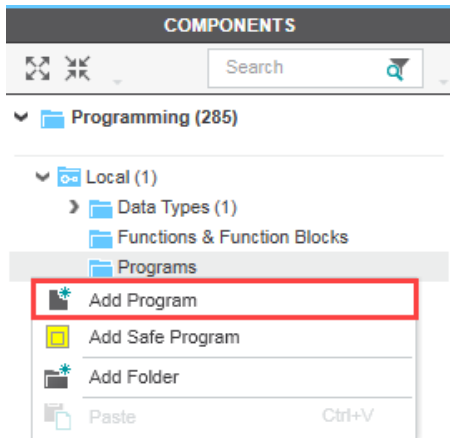 COMPONENTS
Search
Programming (285)
Local (1)
Data Types (1)
Functions & Function Blocks
Programs
Add Program
Add Safe Program
Add Folder
Paste Ctrl+V